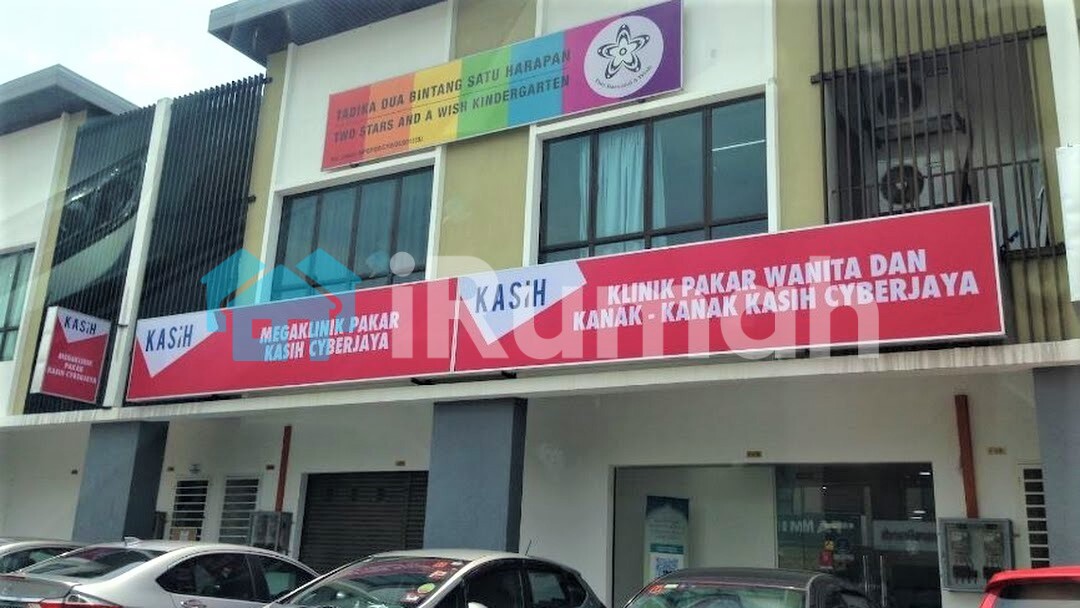 TADIKA DUA BINTANG SATU HARAPAN
TWO STARS AND A WISH KINDERGARTEN
KASiH
MEGAKLINIK
PAKAR
KASIH CYBERJAYA
KASiH
MEGAKLINIK PAKAR
KASIH CYBERJAYA
KASiH
KLINIK PAKAR WANITA DAN
KANAK - KANAK KASIH CYBERJAYA
iRumah